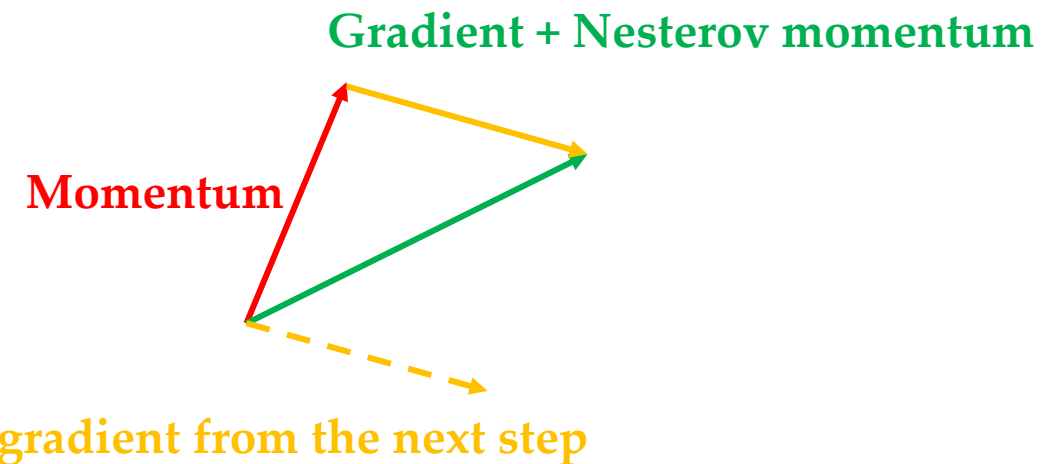 Gradient + Nesterov momentum
Momentum
gradient from the next step